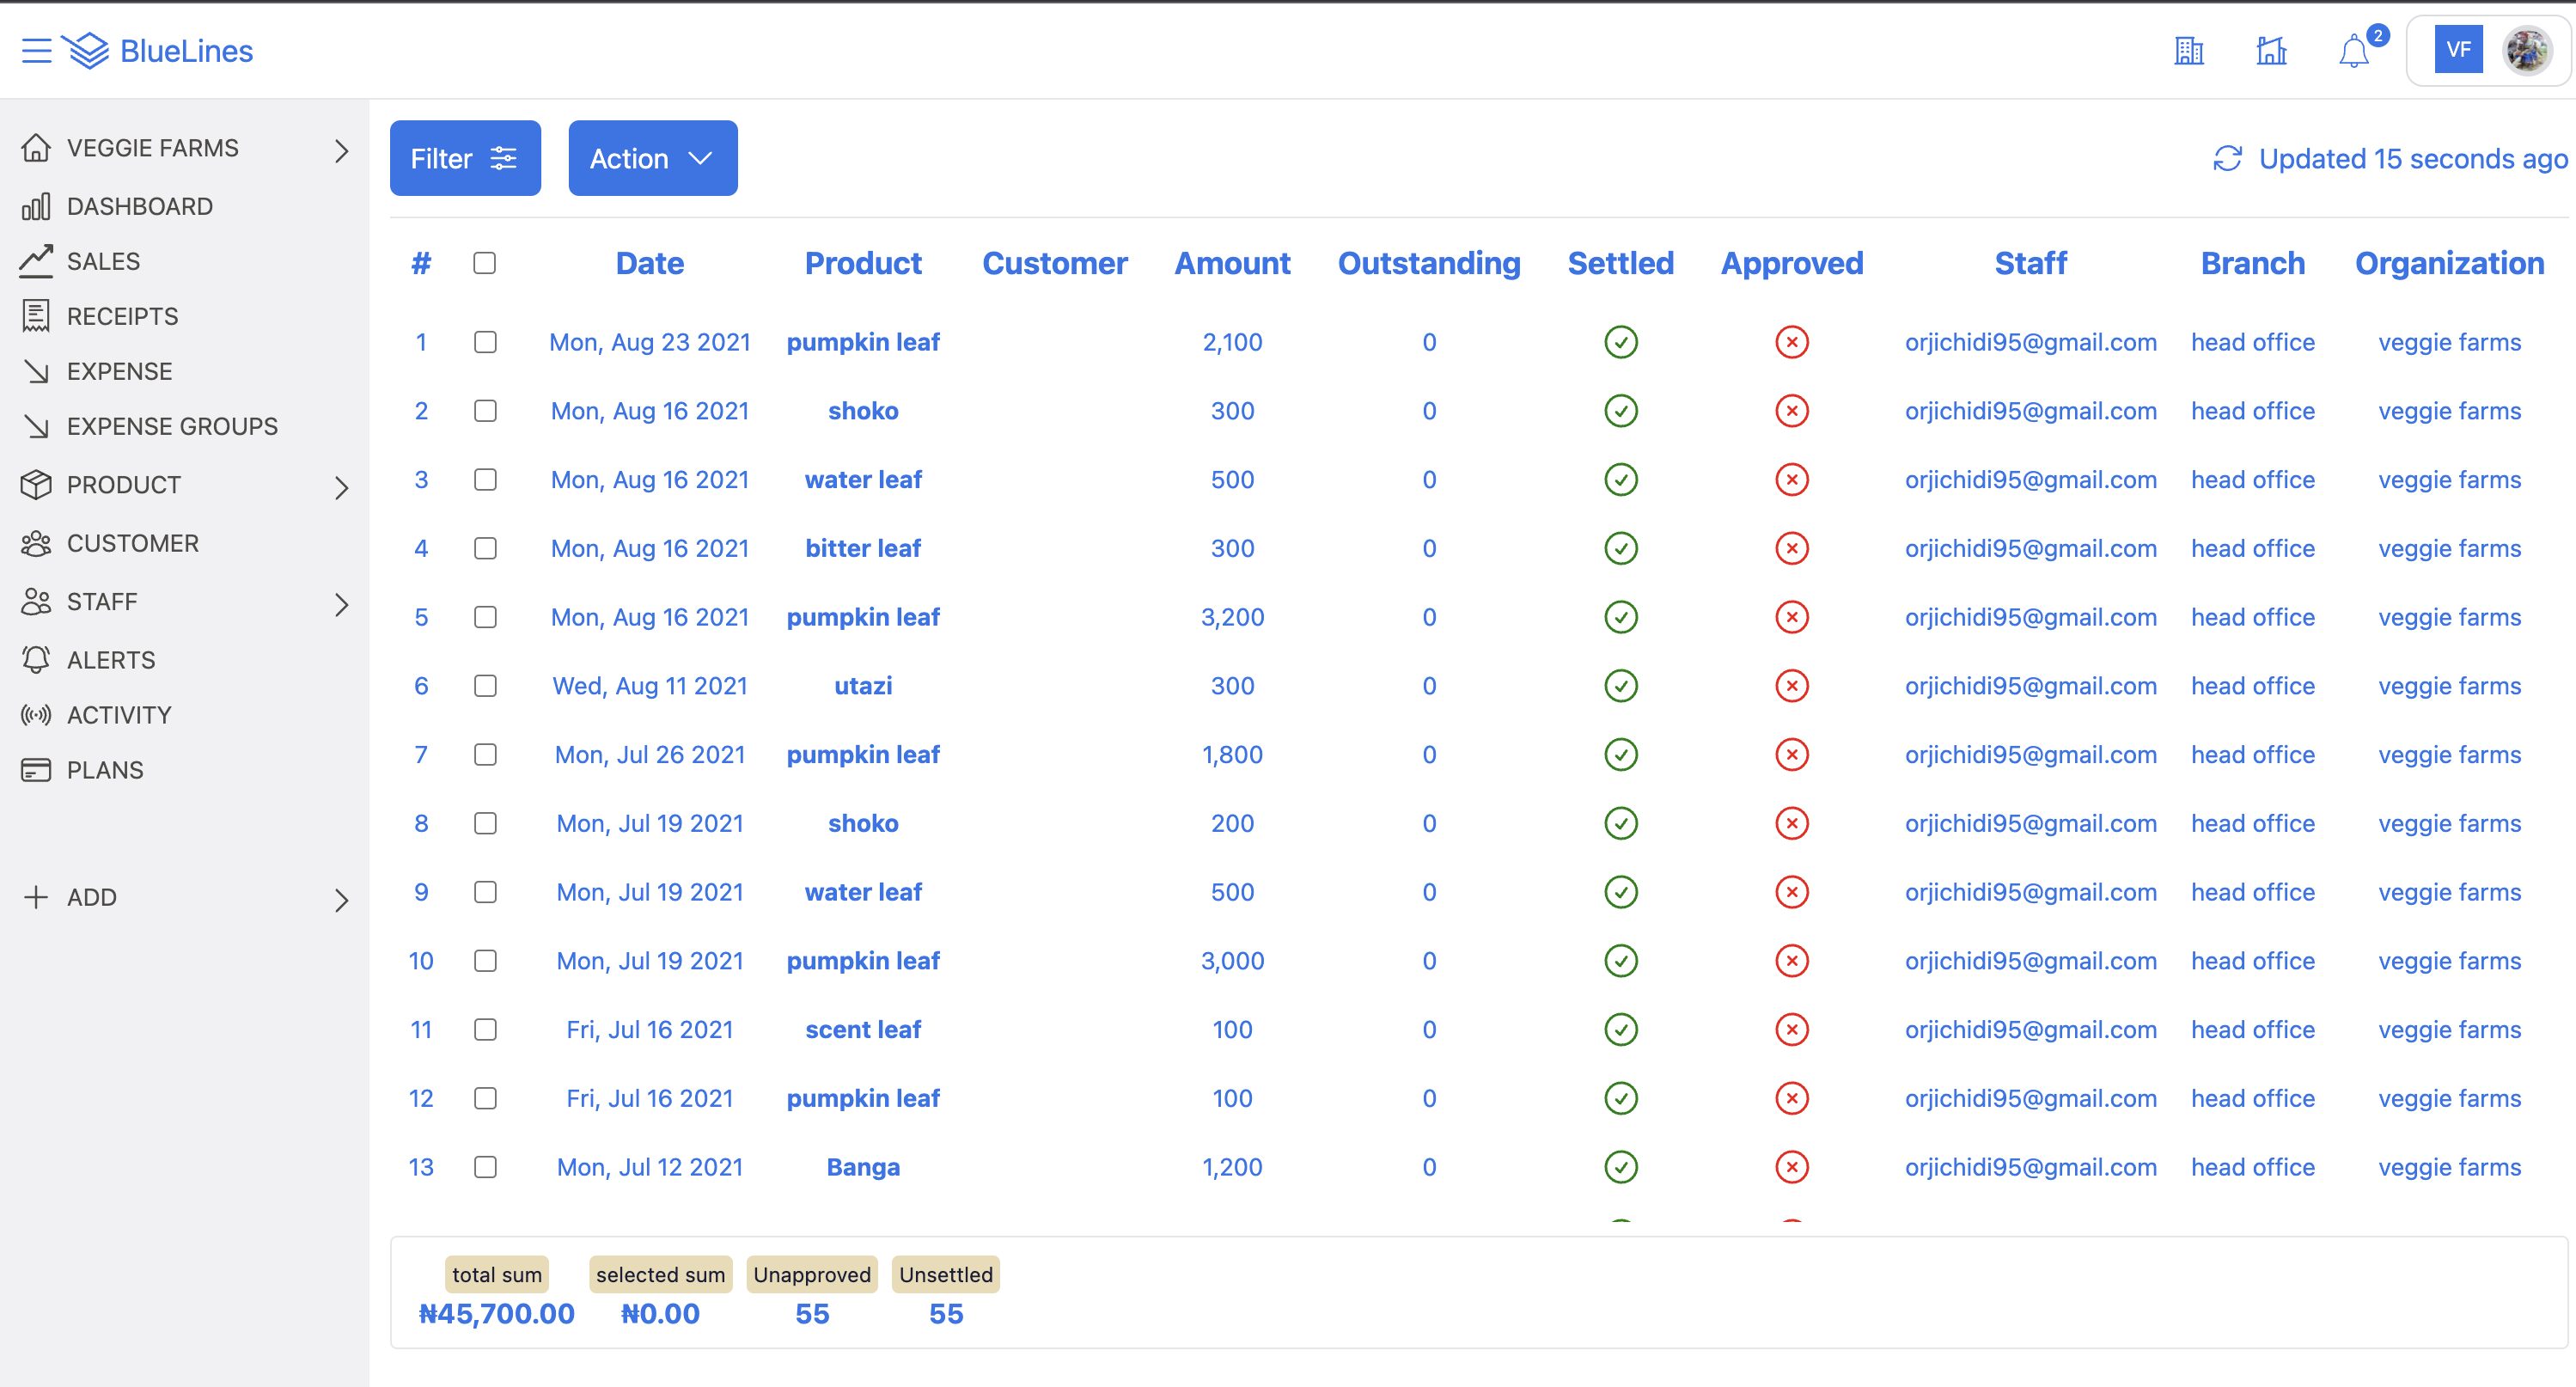 BlueLines
2
VF
VEGGIE FARMS
DASHBOARD
SALES
RECEIPTS
EXPENSE
EXPENSE GROUPS
PRODUCT
CUSTOMER
STAFF
ALERTS
ACTIVITY
PLANS
ADD
Filter Action Updated 15 seconds ago
# Date Product Customer Amount Outstanding Settled Approved Staff Branch Organization
1 Mon, Aug 23 2021 pumpkin leaf 2,100 0 orjichidi95@gmail.com head office veggie farms
2 Mon, Aug 16 2021 shoko 300 0 orjichidi95@gmail.com head office veggie farms
3 Mon, Aug 16 2021 water leaf 500 0 orjichidi95@gmail.com head office veggie farms
4 Mon, Aug 16 2021 bitter leaf 300 0 orjichidi95@gmail.com head office veggie farms
5 Mon, Aug 16 2021 pumpkin leaf 3,200 0 orjichidi95@gmail.com head office veggie farms
6 Wed, Aug 11 2021 utazi 300 0 orjichidi95@gmail.com head office veggie farms
7 Mon, Jul 26 2021 pumpkin leaf 1,800 0 orjichidi95@gmail.com head office veggie farms
8 Mon, Jul 19 2021 shoko 200 0 orjichidi95@gmail.com head office veggie farms
9 Mon, Jul 19 2021 water leaf 500 0 orjichidi95@gmail.com head office veggie farms
10 Mon, Jul 19 2021 pumpkin leaf 3,000 0 orjichidi95@gmail.com head office veggie farms
11 Fri, Jul 16 2021 scent leaf 100 0 orjichidi95@gmail.com head office veggie farms
12 Fri, Jul 16 2021 pumpkin leaf 100 0 orjichidi95@gmail.com head office veggie farms
13 Mon, Jul 12 2021 Banga 1,200 0 orjichidi95@gmail.com head office veggie farms
total sum selected sum Unapproved Unsettled
₦45,700.00 ₦0.00 55 55